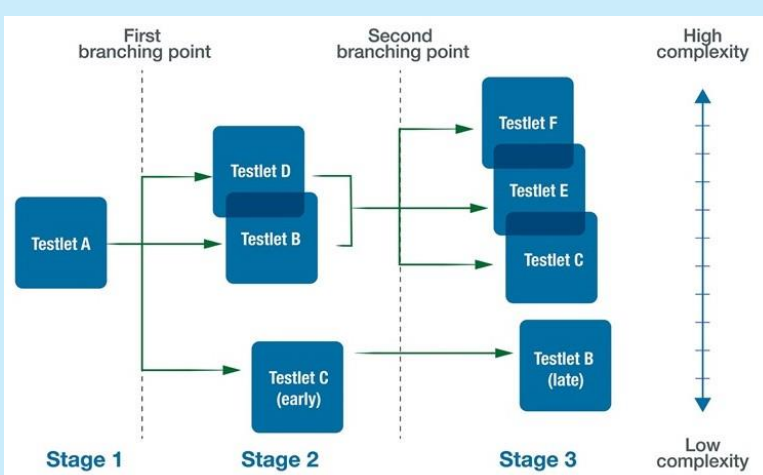 First
branching point
Second
branching point
High
complexity
Testlet A
Testlet D
Testlet B
Testlet C
(early)
Testlet F
Testlet E
Testlet C
Testlet B
(late)
Low
complexity
Stage 1
Stage 2
Stage 3